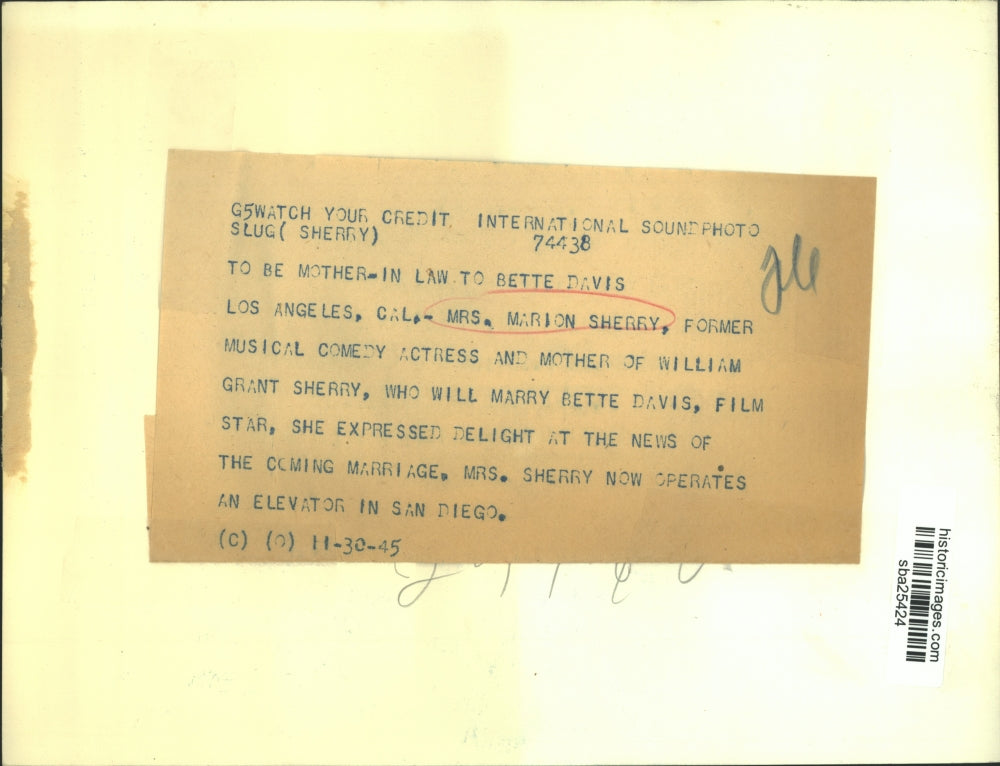 G5WATCH YOUR CREDIT INTERNATIONAL SOUNDPHOTO
SLUG( SHERRY) 74438
TO BE MOTHER-IN LAW TO BETTE DAVIS
LOS ANGELES, CAL.- MRS. MARION SHERRY, FORMER
MUSICAL COMEDY ACTRESS AND MOTHER OF WILLIAM
GRANT SHERRY, WHO WILL MARRY BETTE DAVIS, FILM
STAR, SHE EXPRESSED DELIGHT AT THE NEWS OF
THE COMING MARRIAGE. MRS. SHERRY NOW OPERATES
AN ELEVATOR IN SAN DIEGO.
(C) (O) 11-30-45
historicimages.com
sba25424